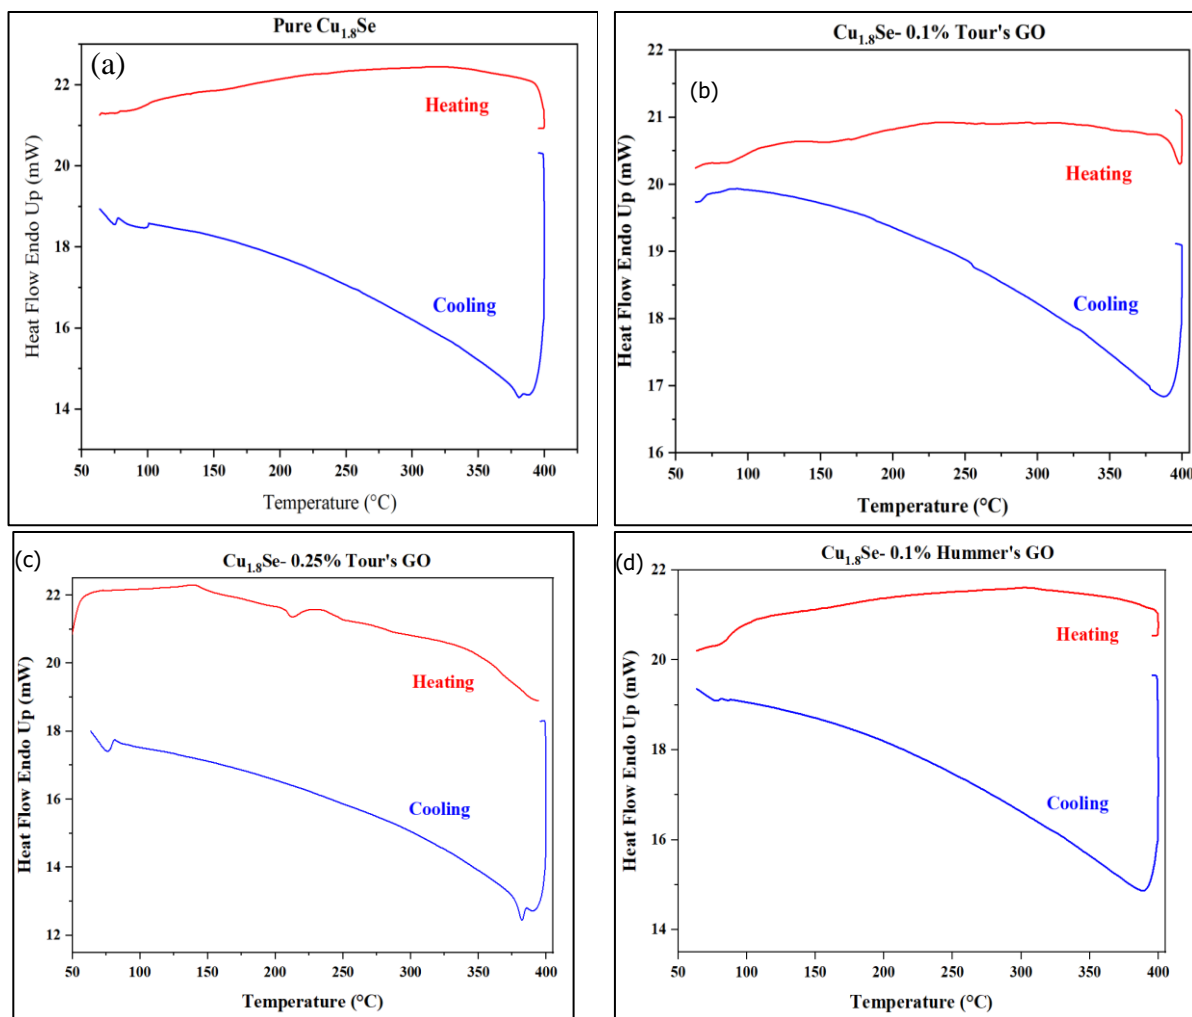 Pure Cu₁.₈Se
(a)
Heating
Cooling
22
20
18
16
14
Heat Flow Endo Up (mW)
50 100 150 200 250 300 350 400
Temperature (°C)
Cu₁.₈Se- 0.1% Tour's GO
(b)
Heating
Cooling
22
21
20
19
18
17
16
Heat Flow Endo Up (mW)
50 100 150 200 250 300 350 400
Temperature (°C)
(c)
Cu₁.₈Se- 0.25% Tour's GO
Heating
Cooling
22
20
18
16
14
12
Heat Flow Endo Up (mW)
50 100 150 200 250 300 350 400
Temperature (°C)
(d)
Cu₁.₈Se- 0.1% Hummer's GO
Heating
Cooling
22
20
18
16
14
Heat Flow Endo Up (mW)
50 100 150 200 250 300 350 400
Temperature (°C)